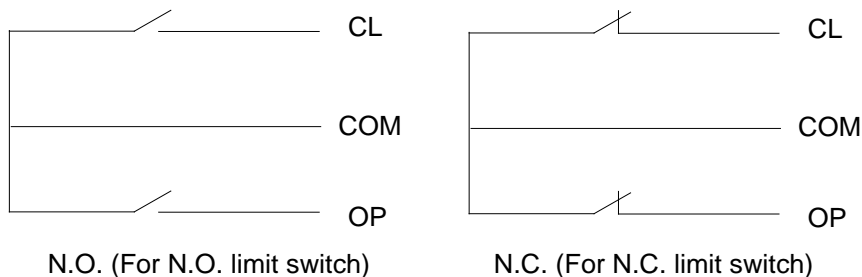 CL
COM
OP
N.O. (For N.O. limit switch)
CL
COM
OP
N.C. (For N.C. limit switch)